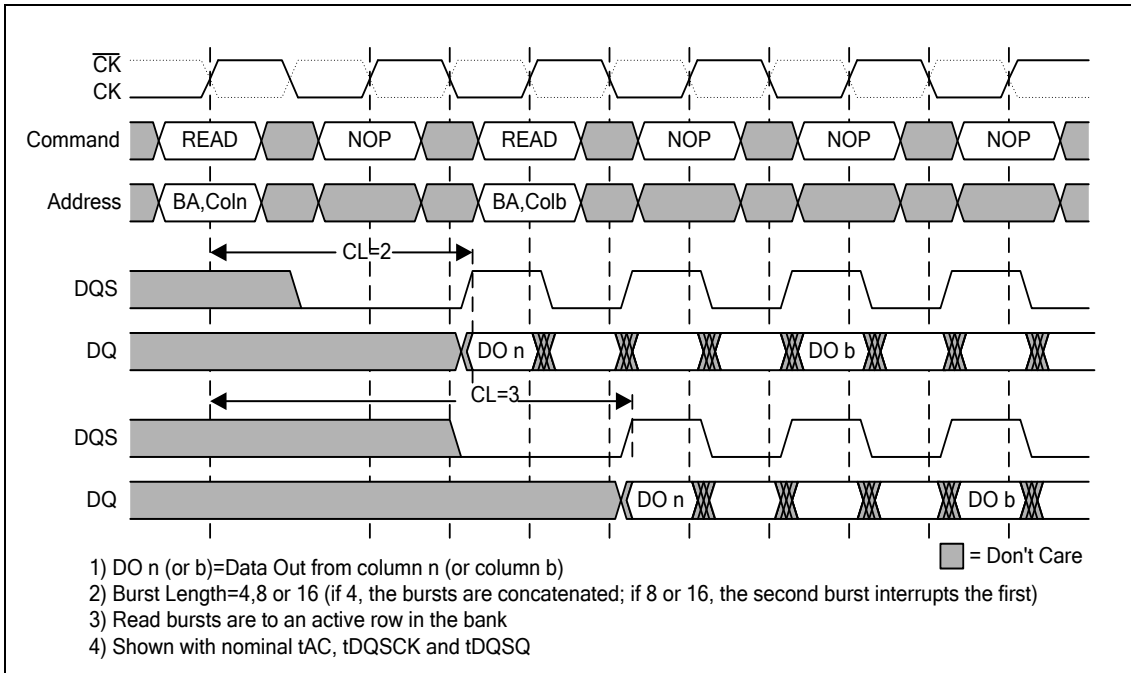 CK
CK
Command READ NOP READ NOP NOP NOP
Address BA,Coln BA,Colb
CL=2
DQS
DQ DO n DO b
CL=3
DQS
DQ DO n DO b
= Don't Care
1) DO n (or b)=Data Out from column n (or column b)
2) Burst Length=4,8 or 16 (if 4, the bursts are concatenated; if 8 or 16, the second burst interrupts the first)
3) Read bursts are to an active row in the bank
4) Shown with nominal tAC, tDQSCK and tDQSQ